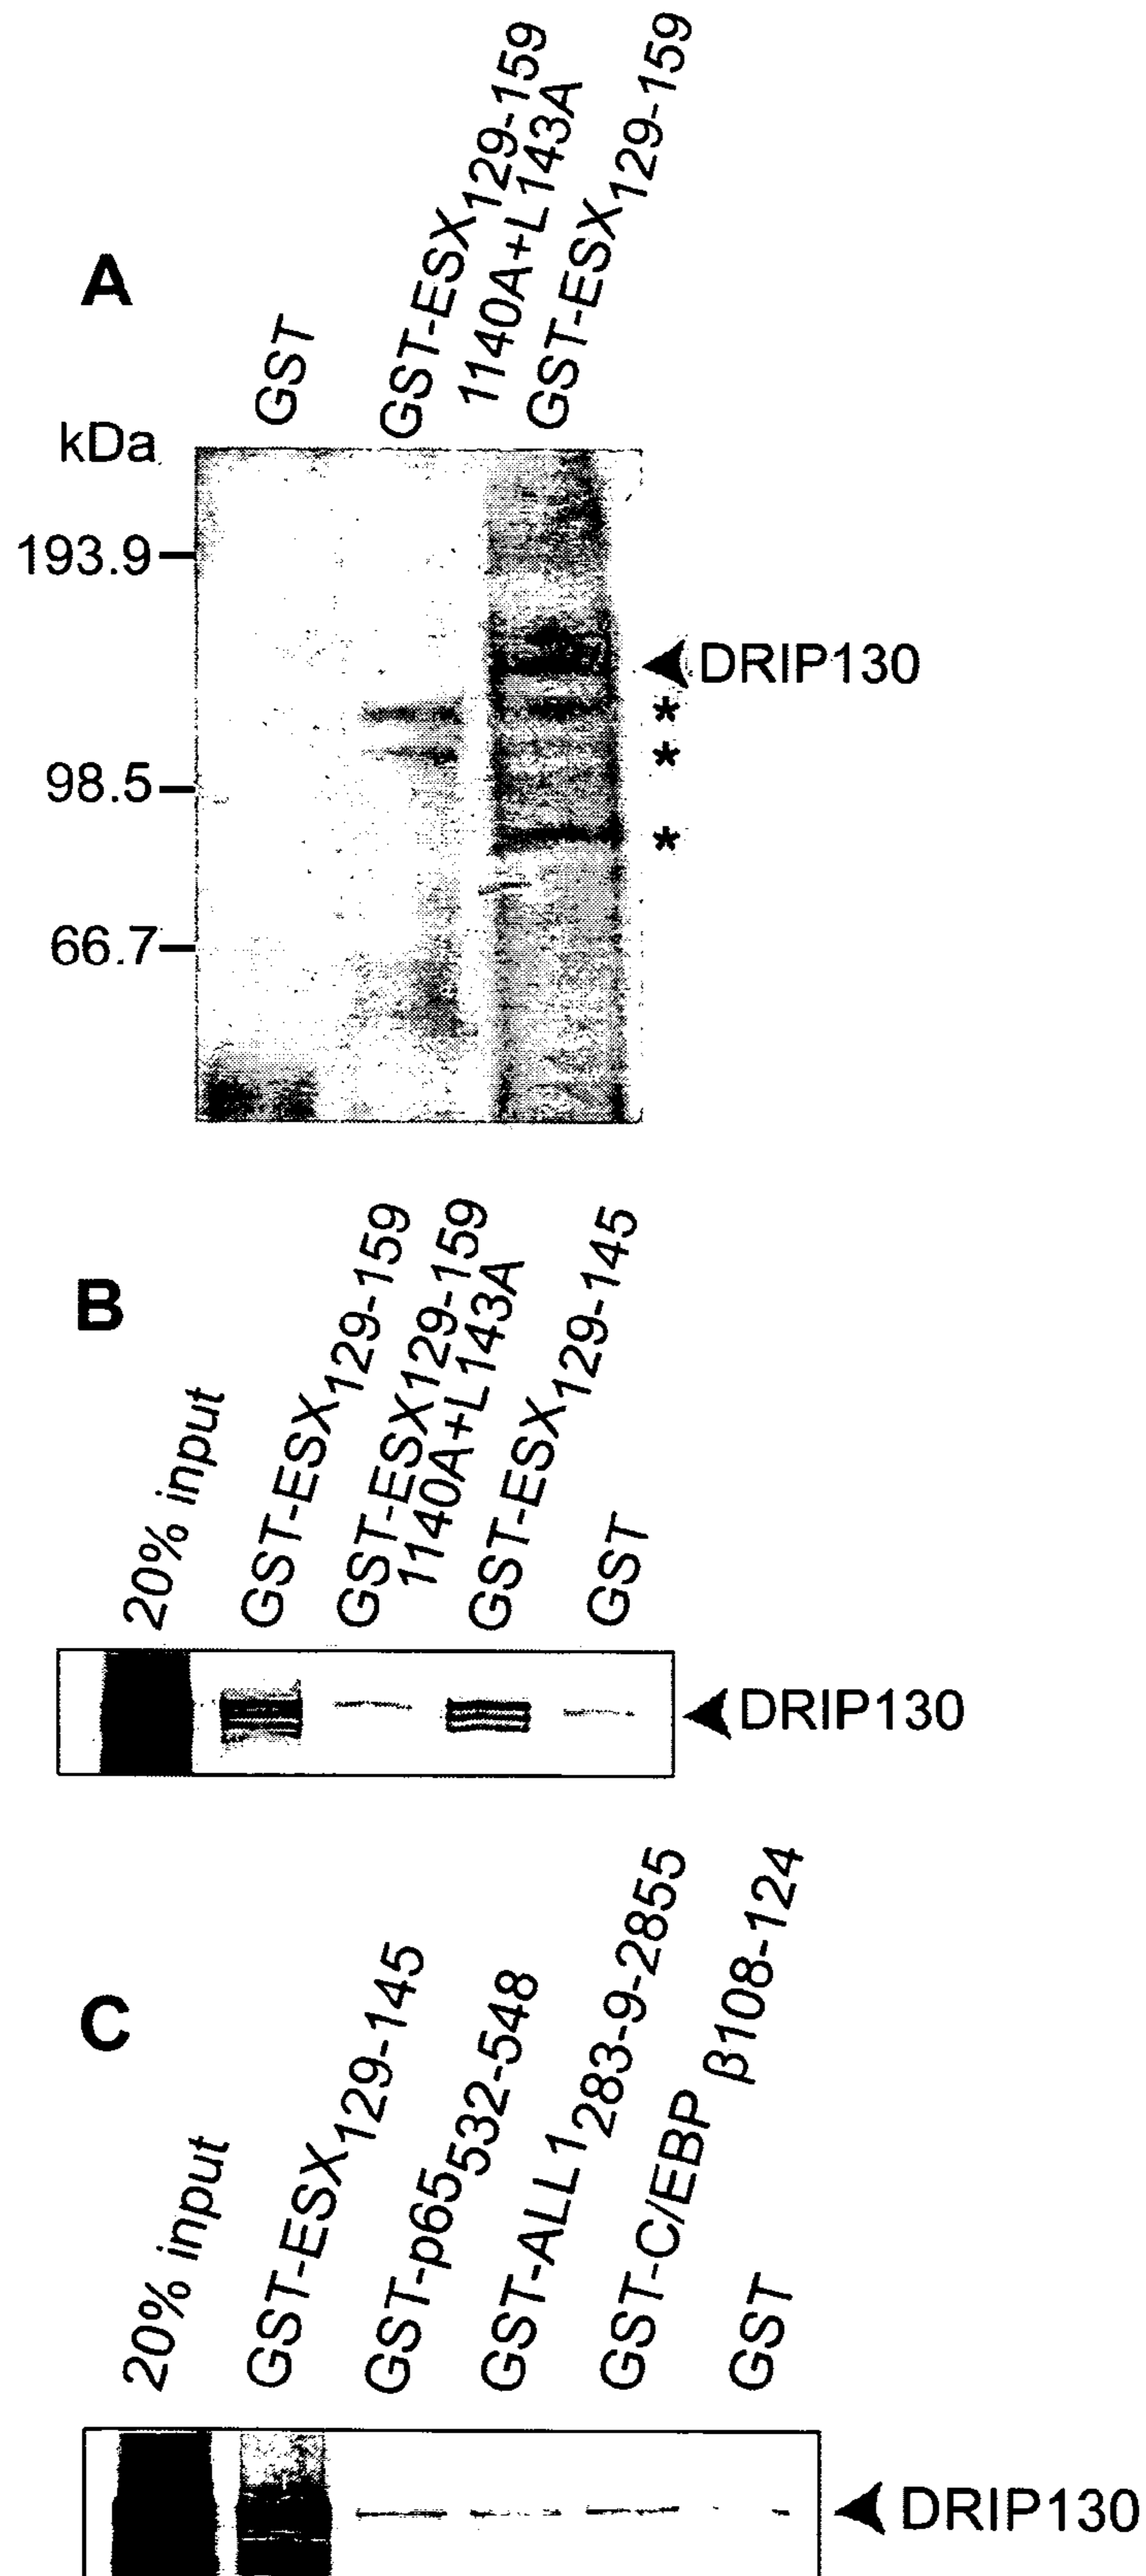 A
GST
GST-ESX129-159
1140A+L143A
GST-ESX129-159
kDa
193.9
98.5
66.7
DRIP130
*
*
*
B
20% input
GST-ESX129-159
GST-ESX129-159
1140A+L143A
GST-ESX129-145
GST
DRIP130
C
20% input
GST-ESX129-145
GST-p65532-548
GST-ALL1283-9-2855
GST-C/EBP β108-124
GST
DRIP130